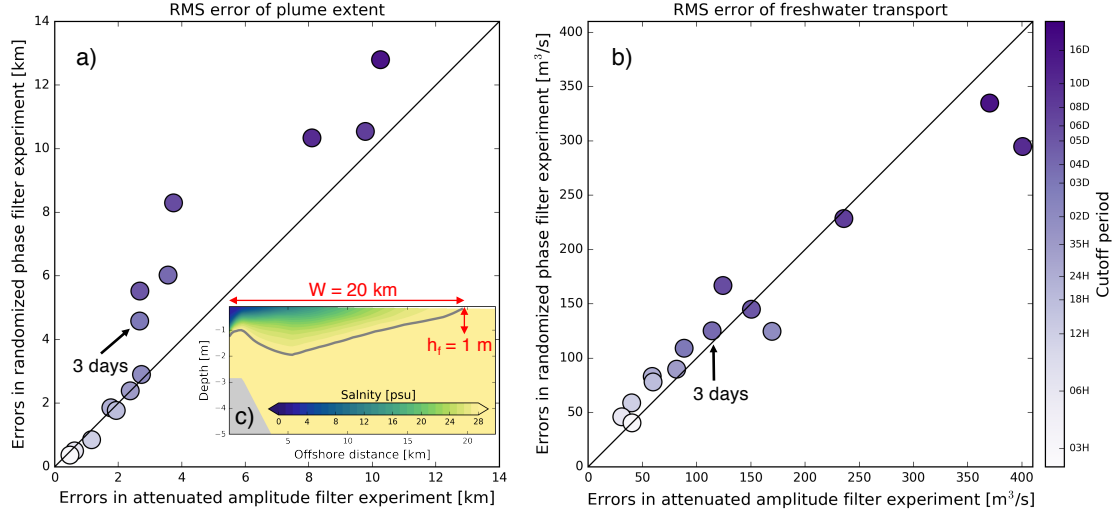 RMS error of plume extent
a)
Errors in randomized phase filter experiment [km]
14
12
10
8
6
4
2
0
3 days
W = 20 km
hf = 1 m
Depth [m]
−1
−2
−3
−4
−5
c)
Salnity [psu]
0 4 8 12 16 20 24 28
5 10 15 20
Offshore distance [km]
0 2 4 6 8 10 12 14
Errors in attenuated amplitude filter experiment [km]
RMS error of freshwater transport
b)
Errors in randomized phase filter experiment [m³/s]
400
350
300
250
200
150
100
50
0
3 days
0 50 100 150 200 250 300 350 400
Errors in attenuated amplitude filter experiment [m³/s]
16D
10D
08D
06D
05D
03D
02D
35H
24H
18H
12H
06H
03H
Cutoff period